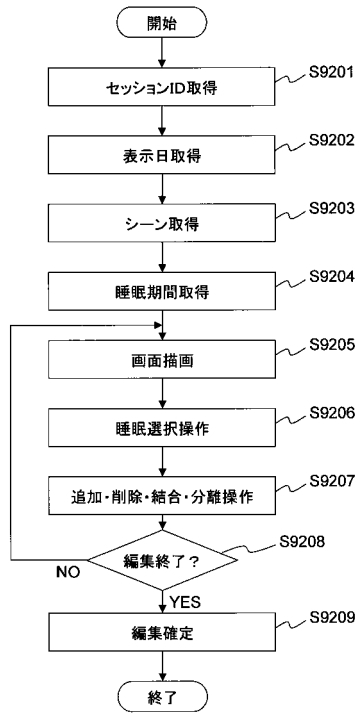 開始
セッションID取得
S9201
表示日取得
S9202
シーン取得
S9203
睡眠期間取得
S9204
画面描画
S9205
睡眠選択操作
S9206
追加・削除・結合・分離操作
S9207
編集終了?
S9208
NO
YES
編集確定
S9209
終了